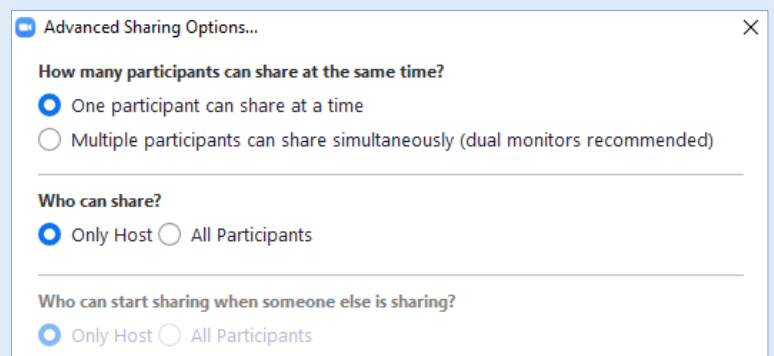 Advanced Sharing Options...
How many participants can share at the same time?
One participant can share at a time
Multiple participants can share simultaneously (dual monitors recommended)
Who can share?
Only Host All Participants
Who can start sharing when someone else is sharing?
Only Host All Participants